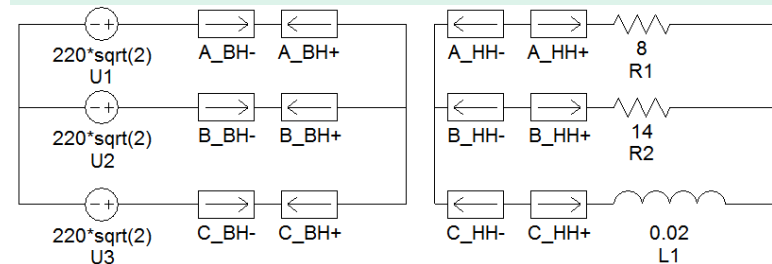 220*sqrt(2) A_BH- A_BH+ A_HH- A_HH+ 8
U1 R1
220*sqrt(2) B_BH- B_BH+ B_HH- B_HH+ 14
U2 R2
220*sqrt(2) C_BH- C_BH+ C_HH- C_HH+ 0.02
U3 L1